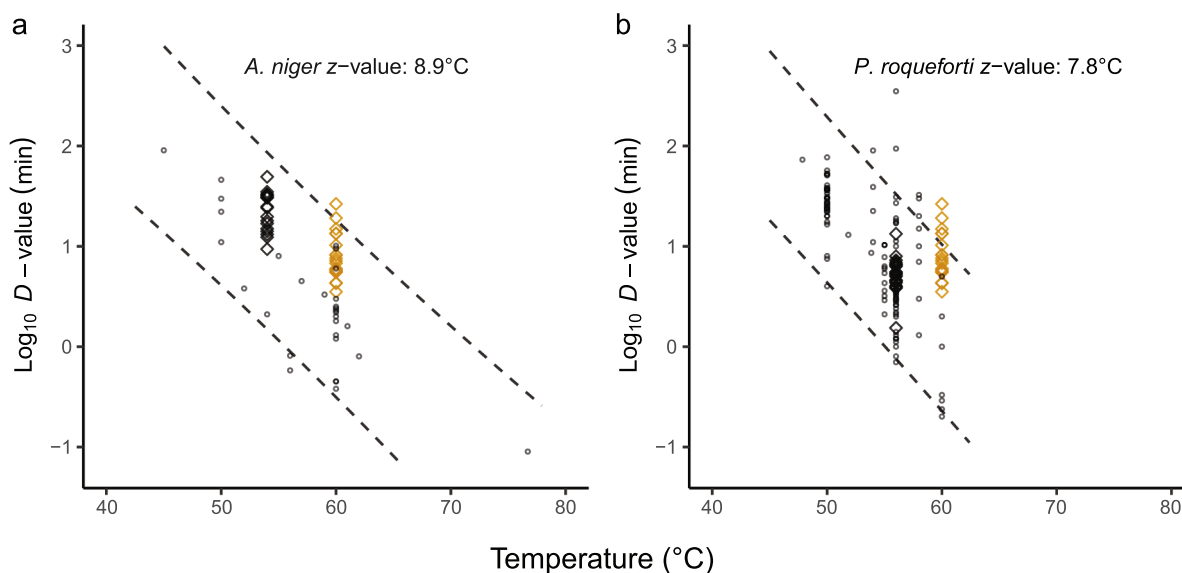 a
A. niger z−value: 8.9°C
Log10 D−value (min)
3
2
1
0
−1
40 50 60 70 80
b
P. roqueforti z−value: 7.8°C
Log10 D−value (min)
3
2
1
0
−1
40 50 60 70 80
Temperature (°C)